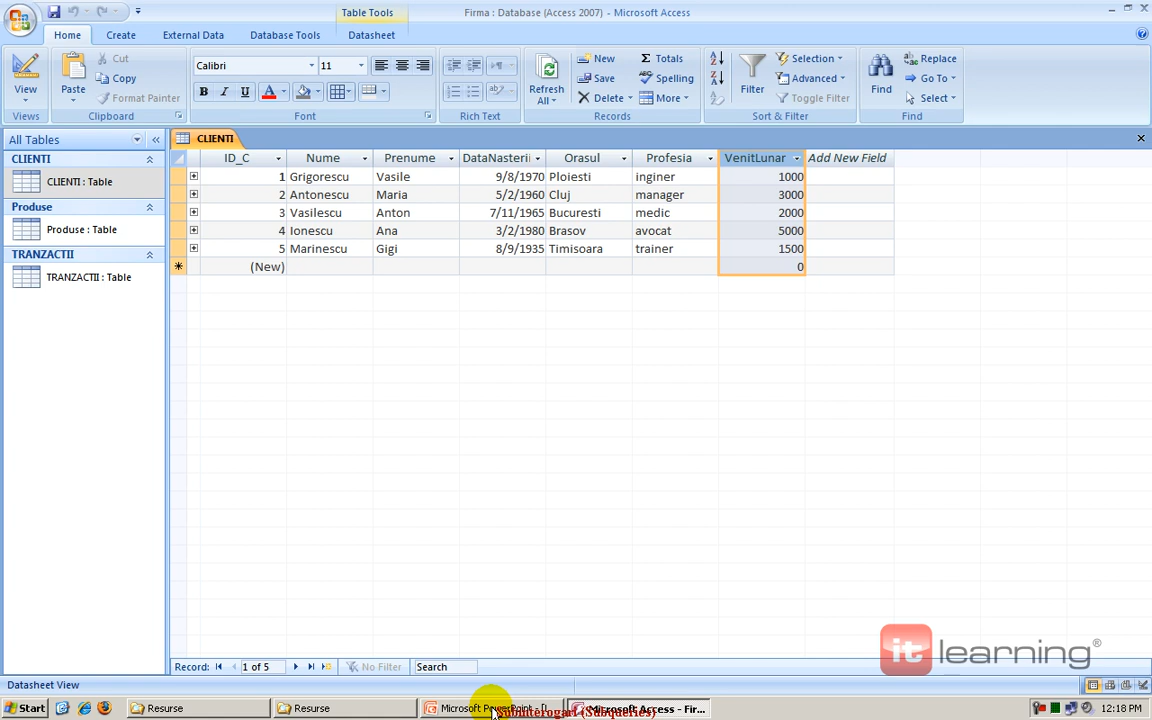 Table Tools
Firma : Database (Access 2007) - Microsoft Access
Home Create External Data Database Tools Datasheet
View
Views
Paste
Cut
Copy
Format Painter
Clipboard
Calibri 11
B I U A
Font
Rich Text
Refresh All
New
Save
Delete
Totals
Spelling
More
Records
Filter
Selection
Advanced
Toggle Filter
Sort & Filter
Find
Replace
Go To
Select
Find
All Tables
CLIENTI
CLIENTI : Table
Produse
Produse : Table
TRANZACTII
TRANZACTII : Table
CLIENTI
ID_C Nume Prenume DataNasterii Orasul Profesia VenitLunar Add New Field
1 Grigorescu Vasile 9/8/1970 Ploiesti inginer 1000
2 Antonescu Maria 5/2/1960 Cluj manager 3000
3 Vasilescu Anton 7/11/1965 Bucuresti medic 2000
4 Ionescu Ana 3/2/1980 Brasov avocat 5000
5 Marinescu Gigi 8/9/1935 Timisoara trainer 1500
(New) 0
it learning®
Record: 1 of 5 No Filter Search
Datasheet View
Start Resurse Resurse Microsoft PowerPoint - [ Microsoft Access - Fir... 12:18 PM
(Subqueries)